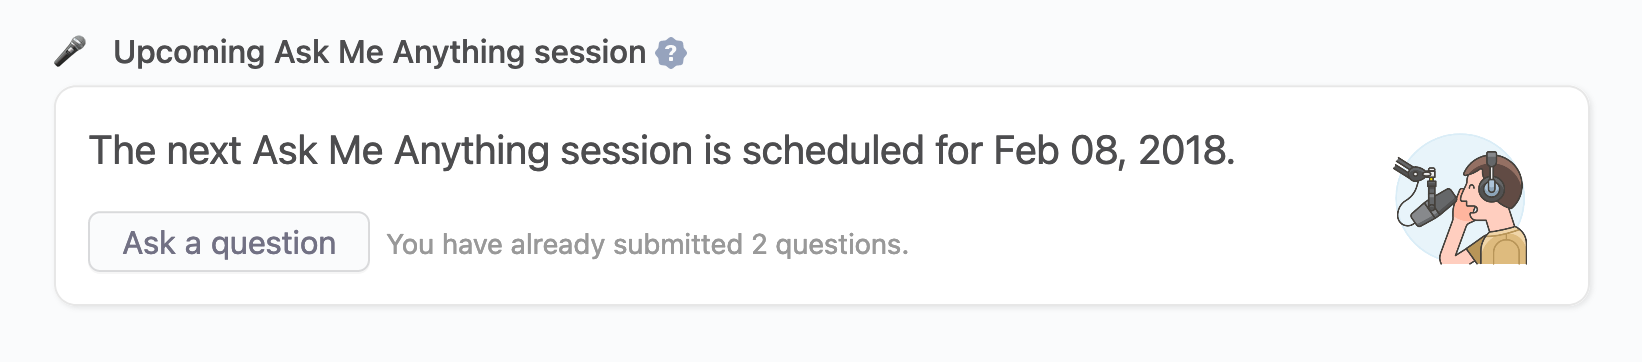 Upcoming Ask Me Anything session ?
The next Ask Me Anything session is scheduled for Feb 08, 2018.
Ask a question You have already submitted 2 questions.